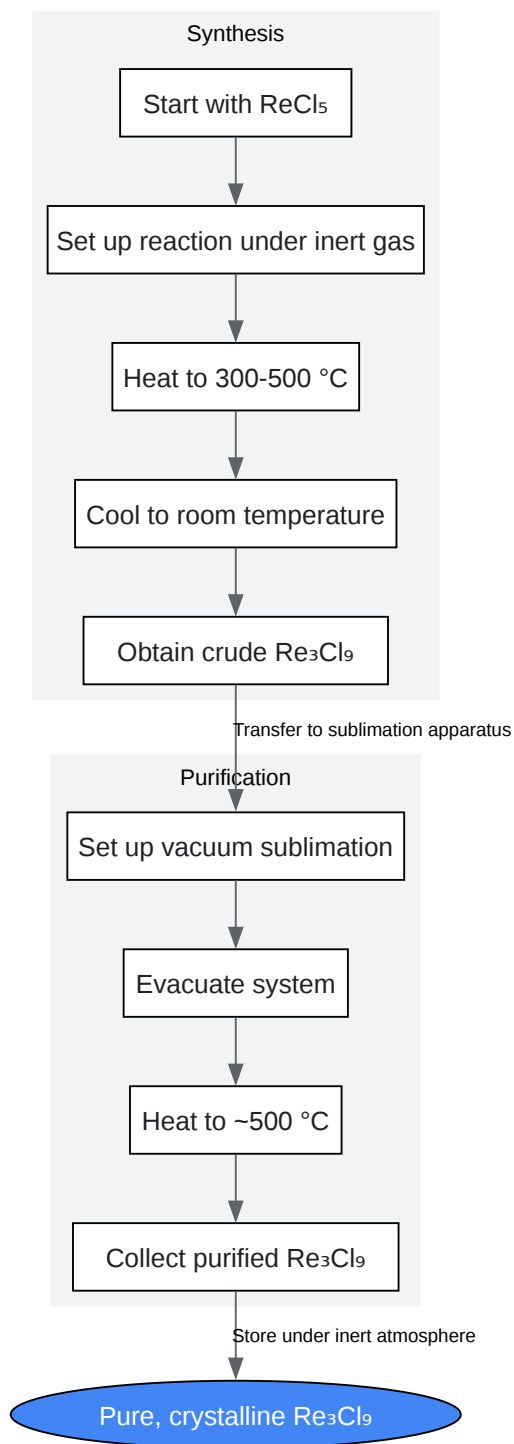 Synthesis
Start with ReCl₅
Set up reaction under inert gas
Heat to 300-500 °C
Cool to room temperature
Obtain crude Re₃Cl₉
Transfer to sublimation apparatus
Purification
Set up vacuum sublimation
Evacuate system
Heat to ~500 °C
Collect purified Re₃Cl₉
Store under inert atmosphere
Pure, crystalline Re₃Cl₉